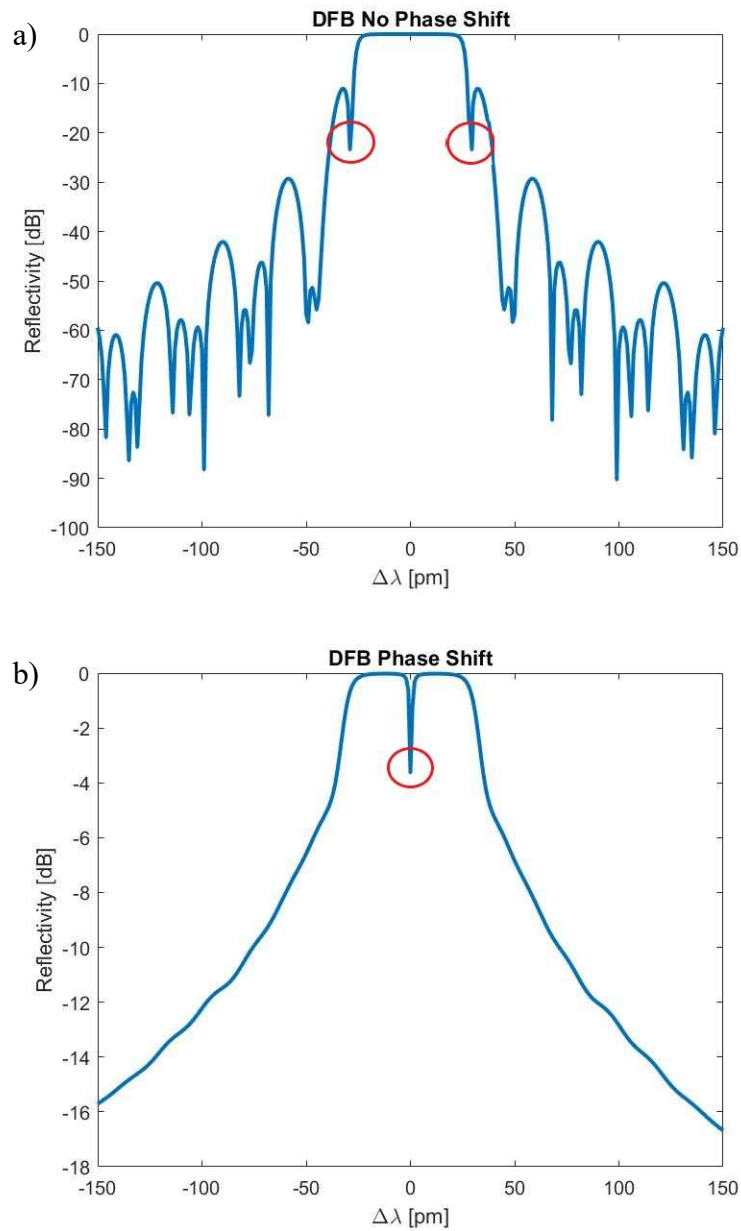 a)
DFB No Phase Shift
0
-10
-20
-30
-40
-50
-60
-70
-80
-90
-100
Reflectivity [dB]
-150 -100 -50 0 50 100 150
Δλ [pm]
b)
DFB Phase Shift
0
-2
-4
-6
-8
-10
-12
-14
-16
-18
Reflectivity [dB]
-150 -100 -50 0 50 100 150
Δλ [pm]